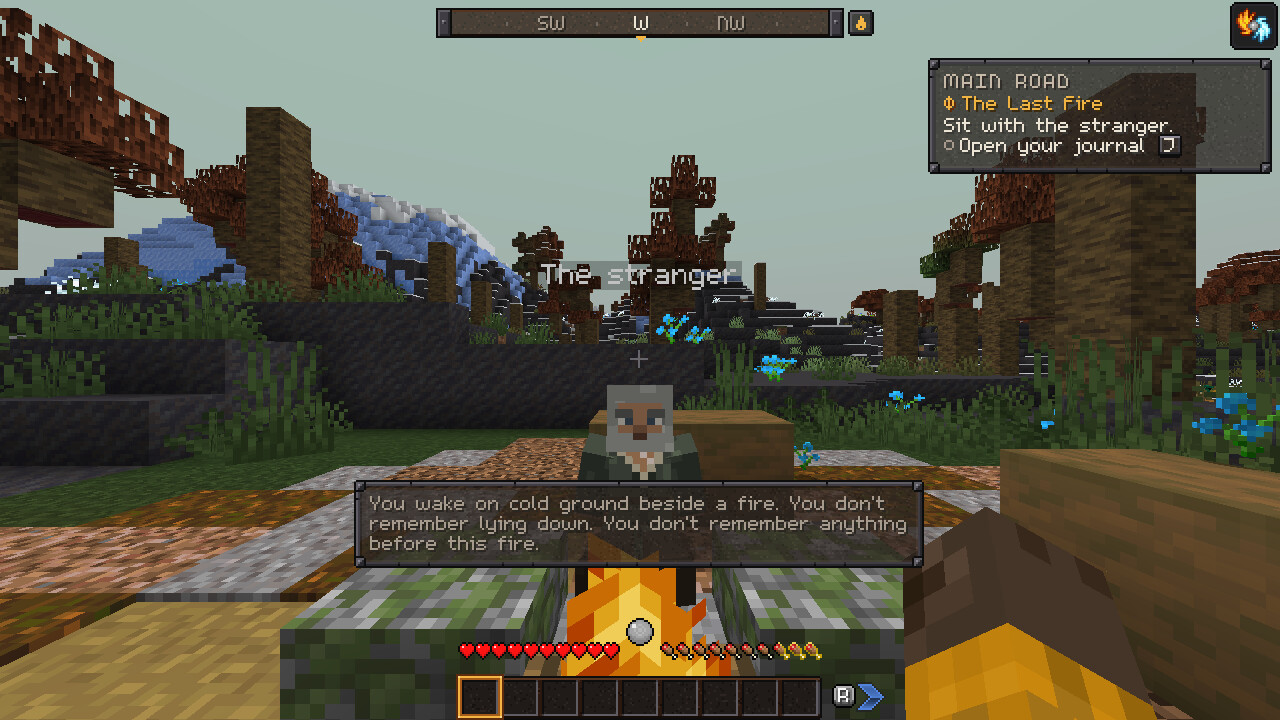 SW W NW
MAIN ROAD
The Last Fire
Sit with the stranger.
Open your journal J
The stranger
You wake on cold ground beside a fire. You don't
remember lying down. You don't remember anything
before this fire.
R